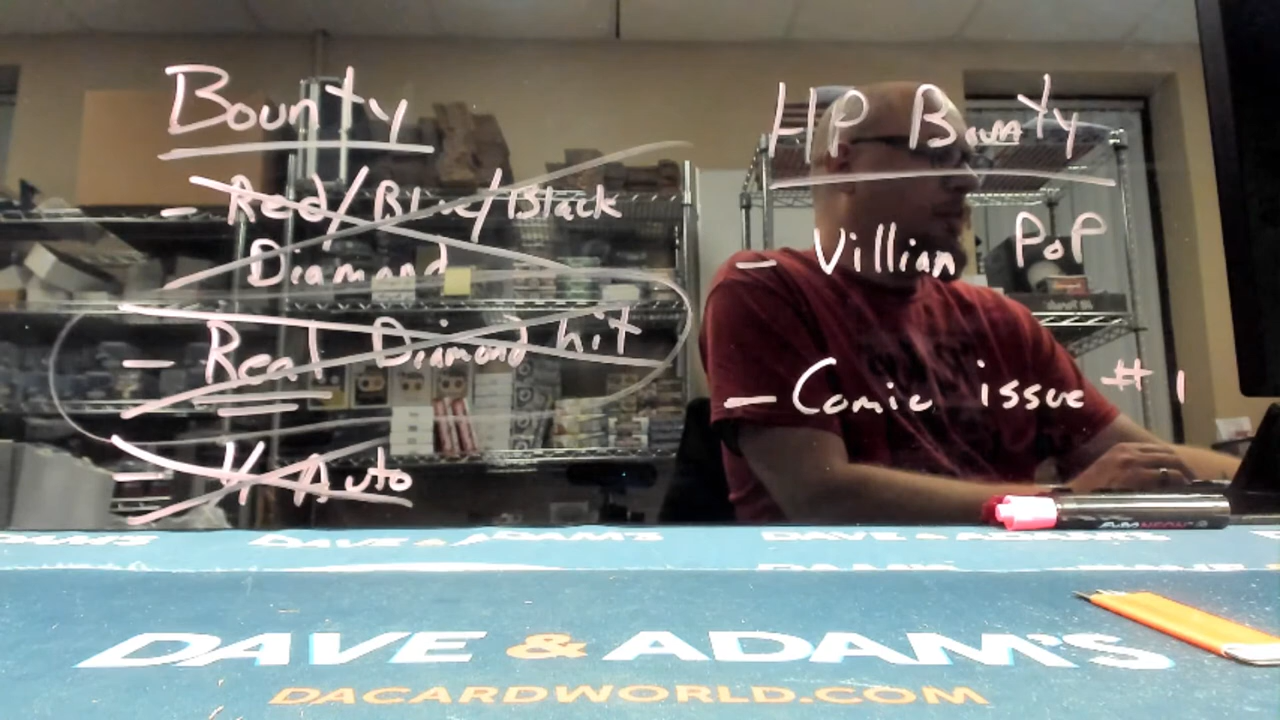 Bounty
- Red/Blue/Black
Diamond
- Real Diamond hit
- Auto
HP Bounty
- Villian PoP
- Comic issue #1
DAVE & ADAM'S
DAVE & ADAM'S
DAVE & ADAM'S
DACARDWORLD.COM